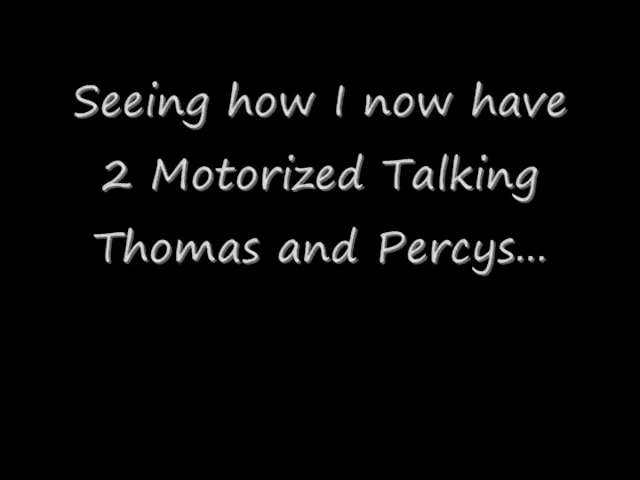 Seeing how I now have
2 Motorized Talking
Thomas and Percys...